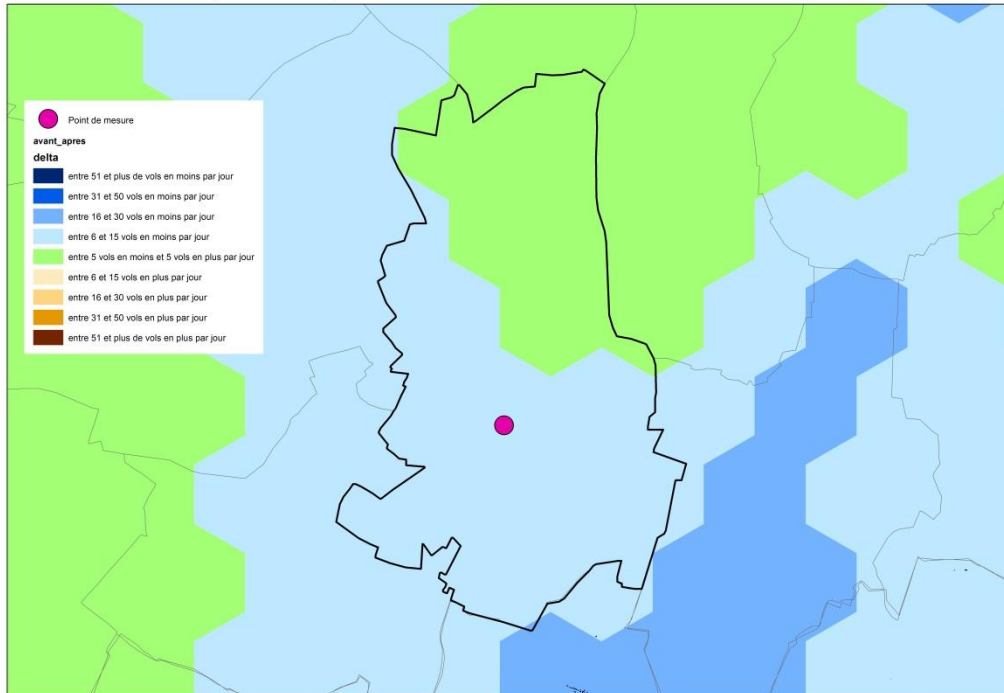 Point de mesure
avant_apres
delta
entre 51 et plus de vols en moins par jour
entre 31 et 50 vols en moins par jour
entre 16 et 30 vols en moins par jour
entre 6 et 15 vols en moins par jour
entre 5 vols en moins et 5 vols en plus par jour
entre 6 et 15 vols en plus par jour
entre 16 et 30 vols en plus par jour
entre 31 et 50 vols en plus par jour
entre 51 et plus de vols en plus par jour